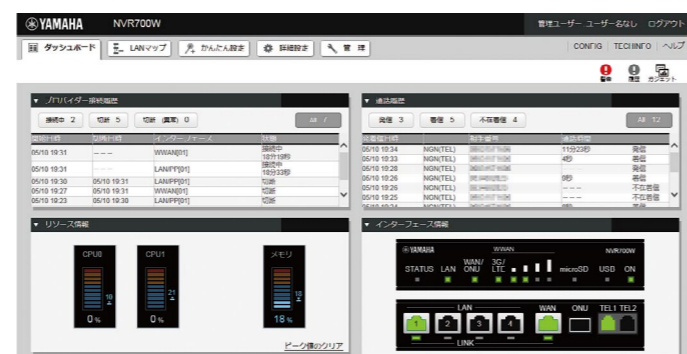 YAMAHA NVR700W 管理ユーザー ユーザー名なし ログアウト
ダッシュボード LANマップ かんたん設定 詳細設定 管理 CONFIG TECHINFO ヘルプ
警告 履歴 ガジェット
▼ プロバイダー接続履歴
接続中 2 切断 5 切断 (異常) 0 All 7
開始日時 切断日時 インターフェース 状態
05/10 19:31 --- WWAN[01] 接続中
18分19秒
05/10 19:31 --- LAN/PP[01] 接続中
18分33秒
05/10 19:30 05/10 19:31 LAN/PP[01] 切断
05/10 19:27 05/10 19:31 WWAN[01] 切断
05/10 19:23 05/10 19:30 LAN/PP[01] 切断
▼ 通話履歴
発信 3 着信 5 不在着信 4 All 12
発着信日時 相手番号 通話時間
05/10 19:34 NGN(TEL) 11分23秒 発信
05/10 19:33 NGN(TEL) 4秒 着信
05/10 19:28 NGN(TEL) --- 発信
05/10 19:26 NGN(TEL) 9秒 着信
05/10 19:26 NGN(TEL) --- 不在着信
05/10 19:25 NGN(TEL) --- 不在着信
05/10 19:24 NGN(TEL)
▼ リソース情報
CPU0 CPU1 メモリ
10 21 18
0 % 0 % 18 %
ピーク値のクリア
▼ インターフェース情報
YAMAHA WWAN NVR700W
STATUS LAN WAN/ONU 3G/LTE microSD USB ON
LAN WAN ONU TEL1 TEL2
1 2 3 4
LINK